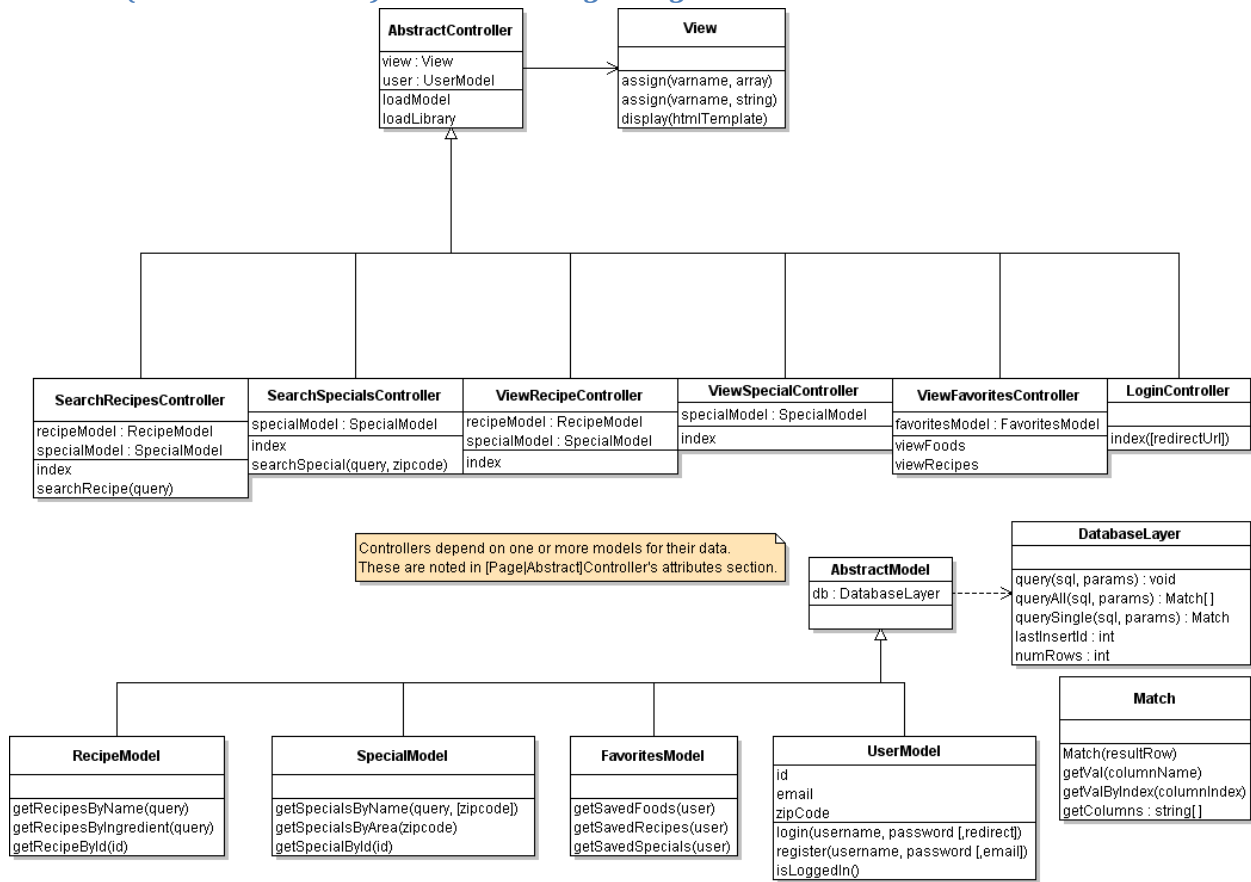 AbstractController
view : View
user : UserModel
loadModel
loadLibrary
View
assign(varname, array)
assign(varname, string)
display(htmlTemplate)
SearchRecipesController
recipeModel : RecipeModel
specialModel : SpecialModel
index
searchRecipe(query)
SearchSpecialsController
specialModel : SpecialModel
index
searchSpecial(query, zipcode)
ViewRecipeController
recipeModel : RecipeModel
specialModel : SpecialModel
index
ViewSpecialController
specialModel : SpecialModel
index
ViewFavoritesController
favoritesModel : FavoritesModel
viewFoods
viewRecipes
LoginController
index([redirectUrl])
Controllers depend on one or more models for their data.
These are noted in [Page|Abstract]Controller's attributes section.
AbstractModel
db : DatabaseLayer
DatabaseLayer
query(sql, params) : void
queryAll(sql, params) : Match[]
querySingle(sql, params) : Match
lastInsertId : int
numRows : int
Match
Match(resultRow)
getVal(columnName)
getValByIndex(columnIndex)
getColumns : string[]
RecipeModel
getRecipesByName(query)
getRecipesByIngredient(query)
getRecipeById(id)
SpecialModel
getSpecialsByName(query, [zipcode])
getSpecialsByArea(zipcode)
getSpecialById(id)
FavoritesModel
getSavedFoods(user)
getSavedRecipes(user)
getSavedSpecials(user)
UserModel
id
email
zipCode
login(username, password [,redirect])
register(username, password [,email])
isLoggedIn()